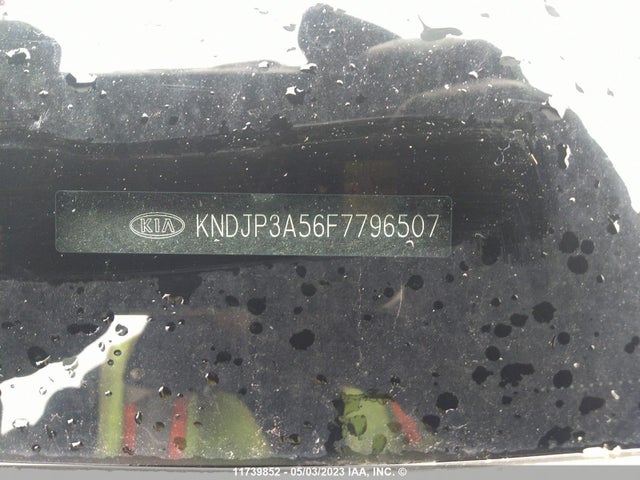 KIA KNDJP3A56F7796507
11739852 - 05/03/2023 IAA, INC. ©